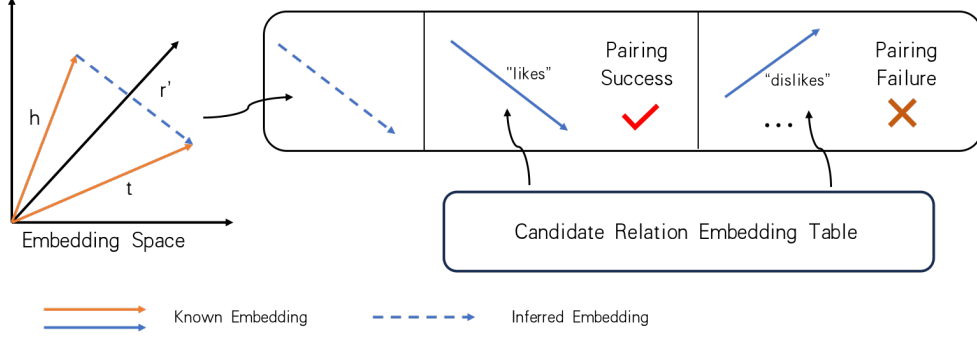 h
r'
t
Embedding Space
"likes"
Pairing
Success
"dislikes"
...
Pairing
Failure
Candidate Relation Embedding Table
Known Embedding
Inferred Embedding